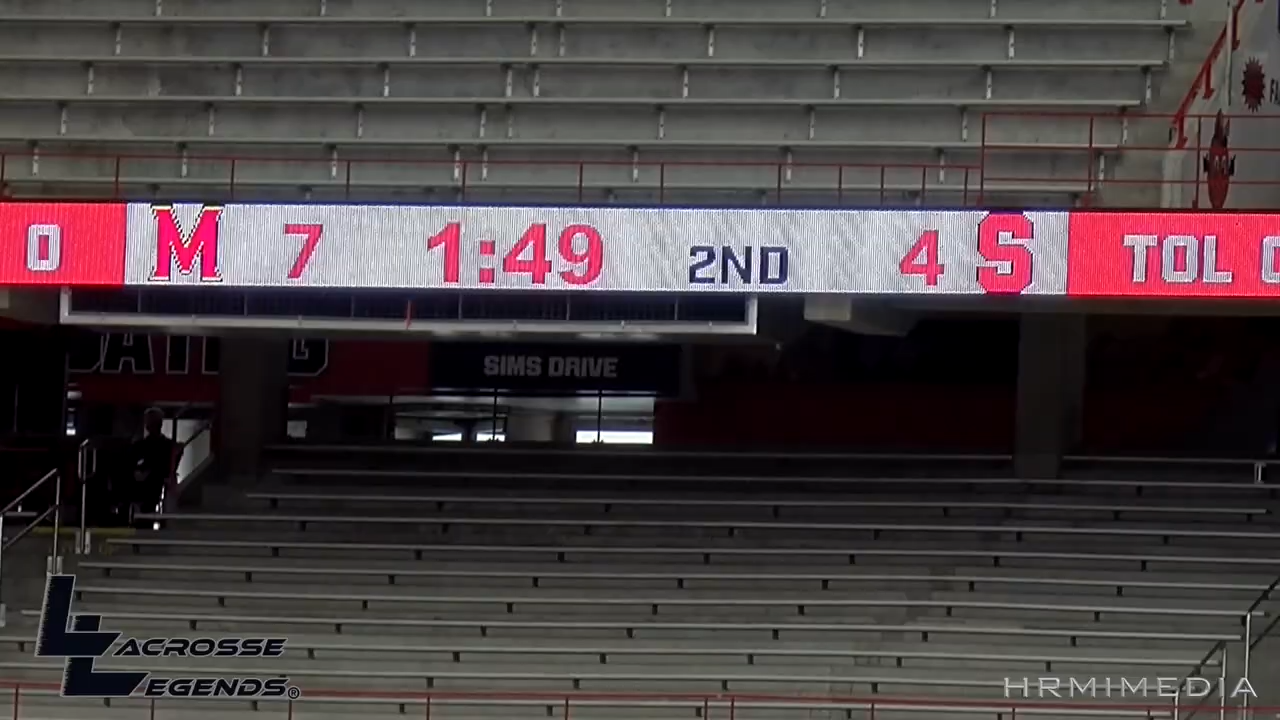 0 M 7 1:49 2ND 4 S TOL
SIMS DRIVE
LACROSSE
LEGENDS®
HRMIMEDIA